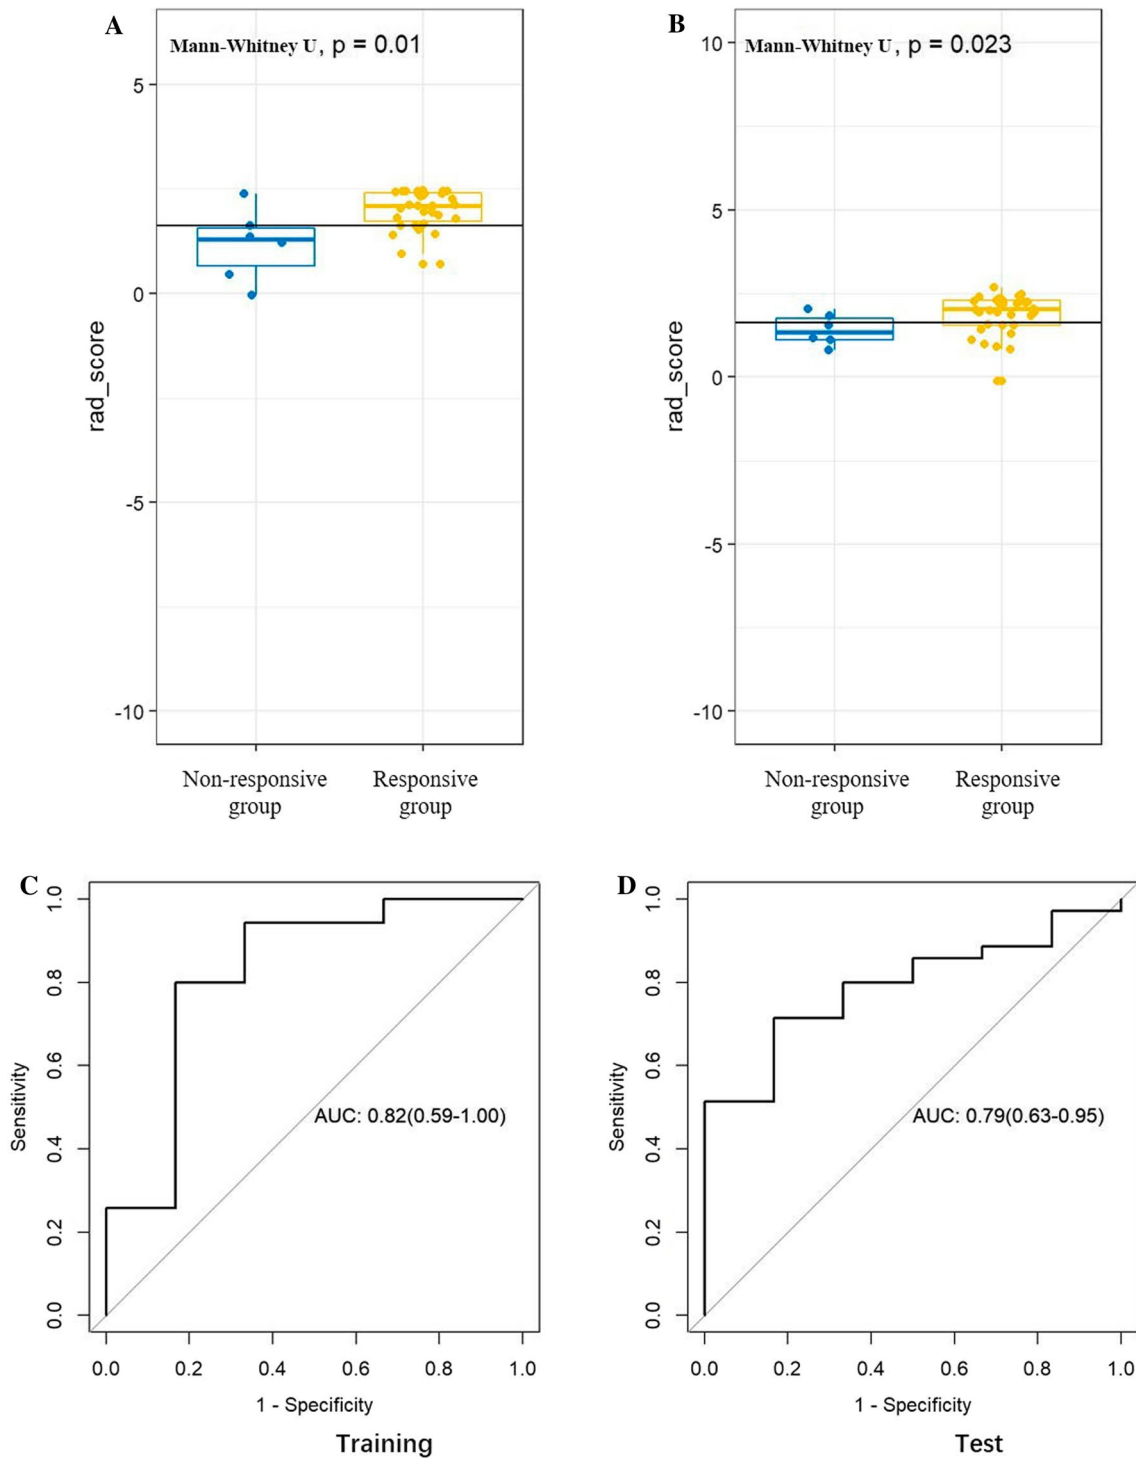 A
Mann-Whitney U, p = 0.01
5
0
-5
-10
rad_score
Non-responsive group
Responsive group
B
Mann-Whitney U, p = 0.023
10
5
0
-5
-10
rad_score
Non-responsive group
Responsive group
C
1.0
0.8
0.6
0.4
0.2
0.0
Sensitivity
AUC: 0.82(0.59-1.00)
0.0 0.2 0.4 0.6 0.8 1.0
1 - Specificity
Training
D
1.0
0.8
0.6
0.4
0.2
0.0
Sensitivity
AUC: 0.79(0.63-0.95)
0.0 0.2 0.4 0.6 0.8 1.0
1 - Specificity
Test